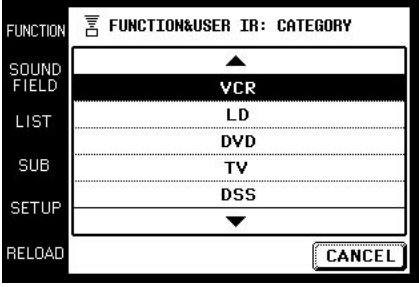 FUNCTION
SOUND
FIELD
LIST
SUB
SETUP
RELOAD
FUNCTION&USER IR: CATEGORY
VCR
LD
DVD
TV
DSS
CANCEL